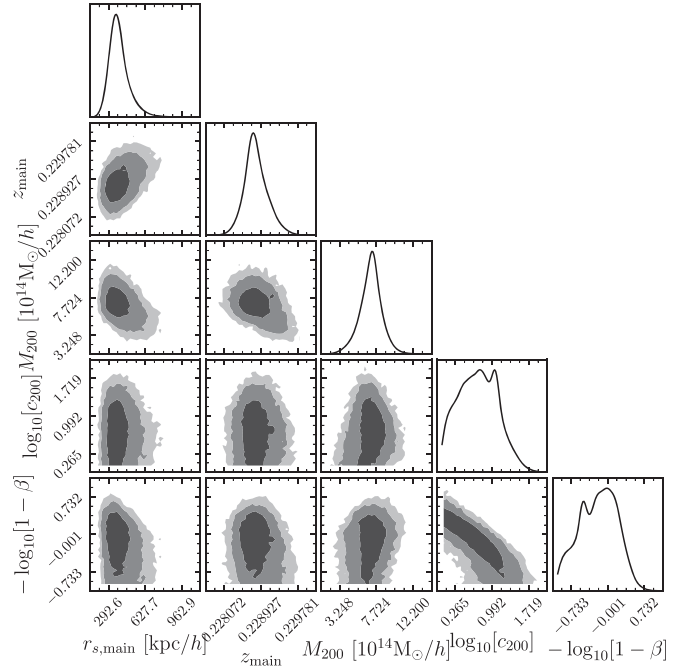 z_main
0.229781
0.228927
0.228072
M_200 [10^14 M_⊙/h]
12.200
7.724
3.248
log_10[c_200]
1.719
0.992
0.265
− log_10[1 − β]
0.732
−0.001
−0.733
292.6 627.7 962.9
0.228072 0.228927 0.229781
3.248 7.724 12.200
0.265 0.992 1.719
−0.733 −0.001 0.732
r_s,main [kpc/h] z_main M_200 [10^14 M_⊙/h] log_10[c_200] − log_10[1 − β]